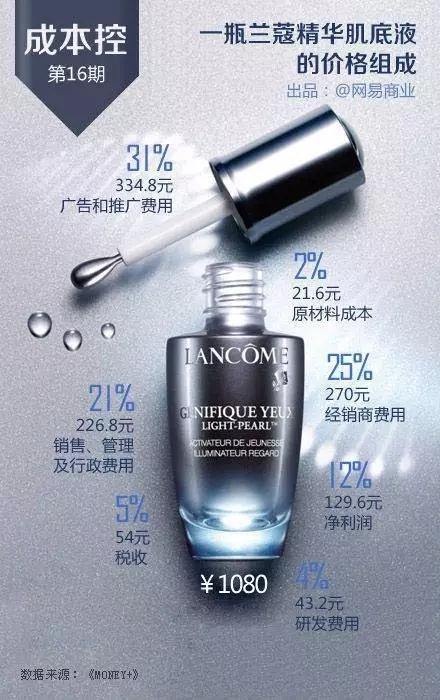 成本控
第16期
一瓶兰蔻精华肌底液
的价格组成
出品：@网易商业
31%
334.8元
广告和推广费用
2%
21.6元
原材料成本
LANCÔME
GÉNIFIQUE YEUX
LIGHT-PEARL™
ACTIVATEUR DE JEUNESSE
ILLUMINATEUR REGARD
25%
270元
经销商费用
21%
226.8元
销售、管理
及行政费用
12%
129.6元
净利润
5%
54元
税收
￥1080
4%
43.2元
研发费用
数据来源：《MONEY+》